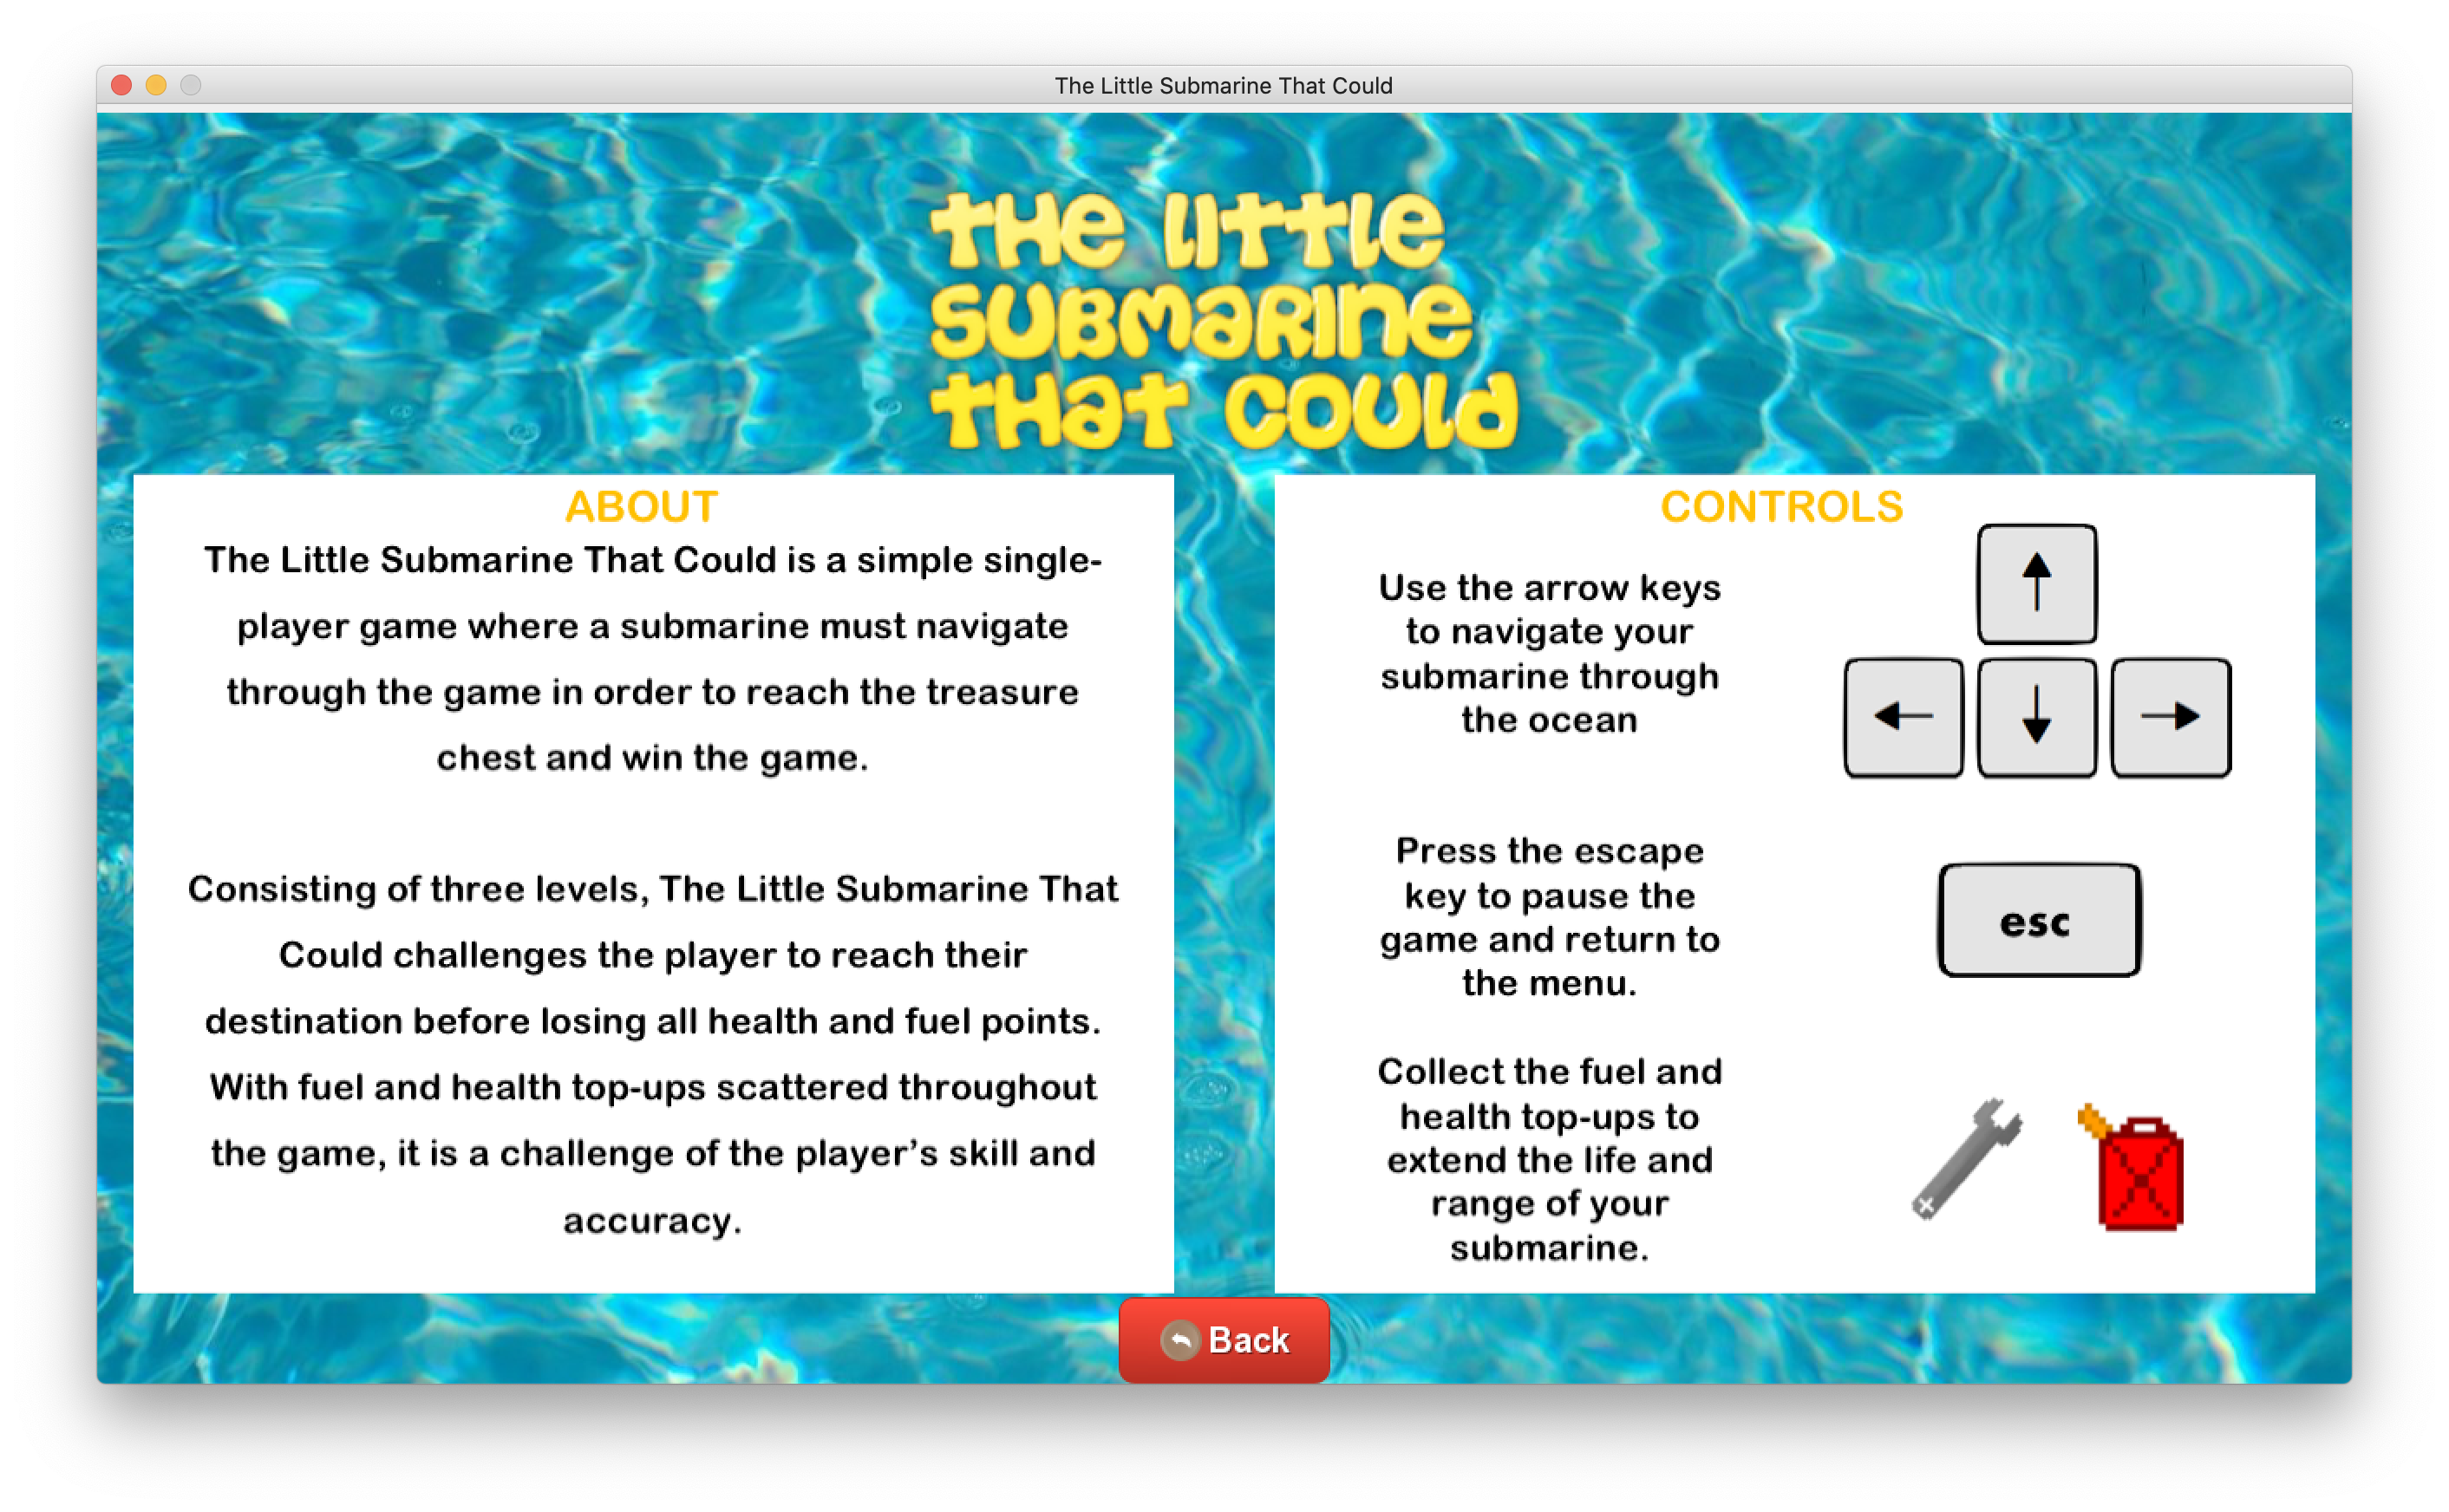 The Little Submarine That Could
THE LITTLE
SUBMARINE
THAT COULD
ABOUT
The Little Submarine That Could is a simple single-
player game where a submarine must navigate
through the game in order to reach the treasure
chest and win the game.
Consisting of three levels, The Little Submarine That
Could challenges the player to reach their
destination before losing all health and fuel points.
With fuel and health top-ups scattered throughout
the game, it is a challenge of the player’s skill and
accuracy.
CONTROLS
Use the arrow keys
to navigate your
submarine through
the ocean
Press the escape
key to pause the
game and return to
the menu.
esc
Collect the fuel and
health top-ups to
extend the life and
range of your
submarine.
Back